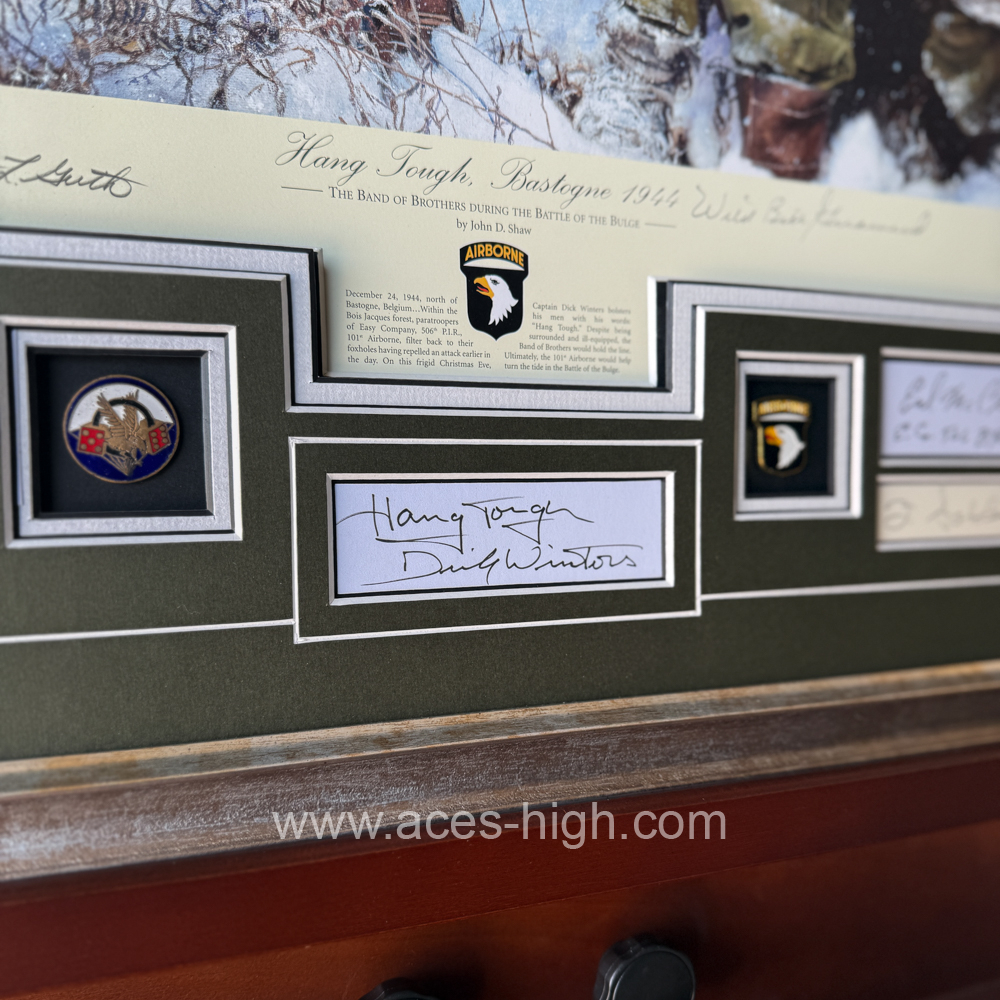 Hang Tough, Bastogne 1944
THE BAND OF BROTHERS DURING THE BATTLE OF THE BULGE
by John D. Shaw
AIRBORNE
December 24, 1944, north of
Bastogne, Belgium...Within the
Bois Jacques forest, paratroopers
of Easy Company, 506th P.I.R.,
101st Airborne, filter back to their
foxholes having repelled an attack earlier in
the day. On this frigid Christmas Eve,
Captain Dick Winters bolsters
his men with his words:
"Hang Tough." Despite being
surrounded and ill-equipped, the
Band of Brothers would hold the line.
Ultimately, the 101st Airborne would help
turn the tide in the Battle of the Bulge.
Wild Bill
AIRBORNE
Hang Tough
Dick Winters
www.aces-high.com